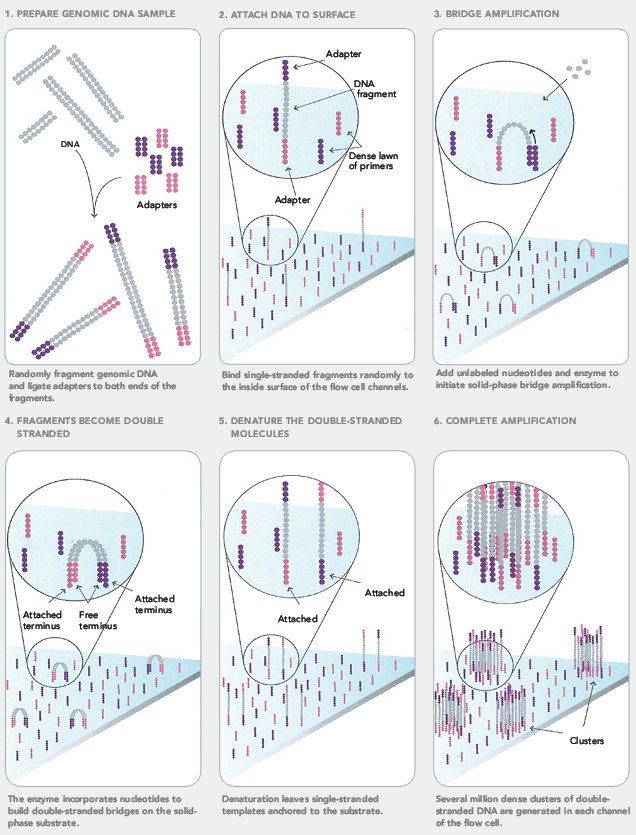 1. PREPARE GENOMIC DNA SAMPLE
DNA
Adapters
Randomly fragment genomic DNA
and ligate adapters to both ends of the
fragments.
2. ATTACH DNA TO SURFACE
Adapter
DNA
fragment
Dense lawn
of primers
Adapter
Bind single-stranded fragments randomly to
the inside surface of the flow cell channels.
3. BRIDGE AMPLIFICATION
Add unlabeled nucleotides and enzyme to
initiate solid-phase bridge amplification.
4. FRAGMENTS BECOME DOUBLE
STRANDED
Attached
terminus
Free
terminus
Attached
terminus
The enzyme incorporates nucleotides to
build double-stranded bridges on the solid-
phase substrate.
5. DENATURE THE DOUBLE-STRANDED
MOLECULES
Attached
Attached
Denaturation leaves single-stranded
templates anchored to the substrate.
6. COMPLETE AMPLIFICATION
Clusters
Several million dense clusters of double-
stranded DNA are generated in each channel
of the flow cell.